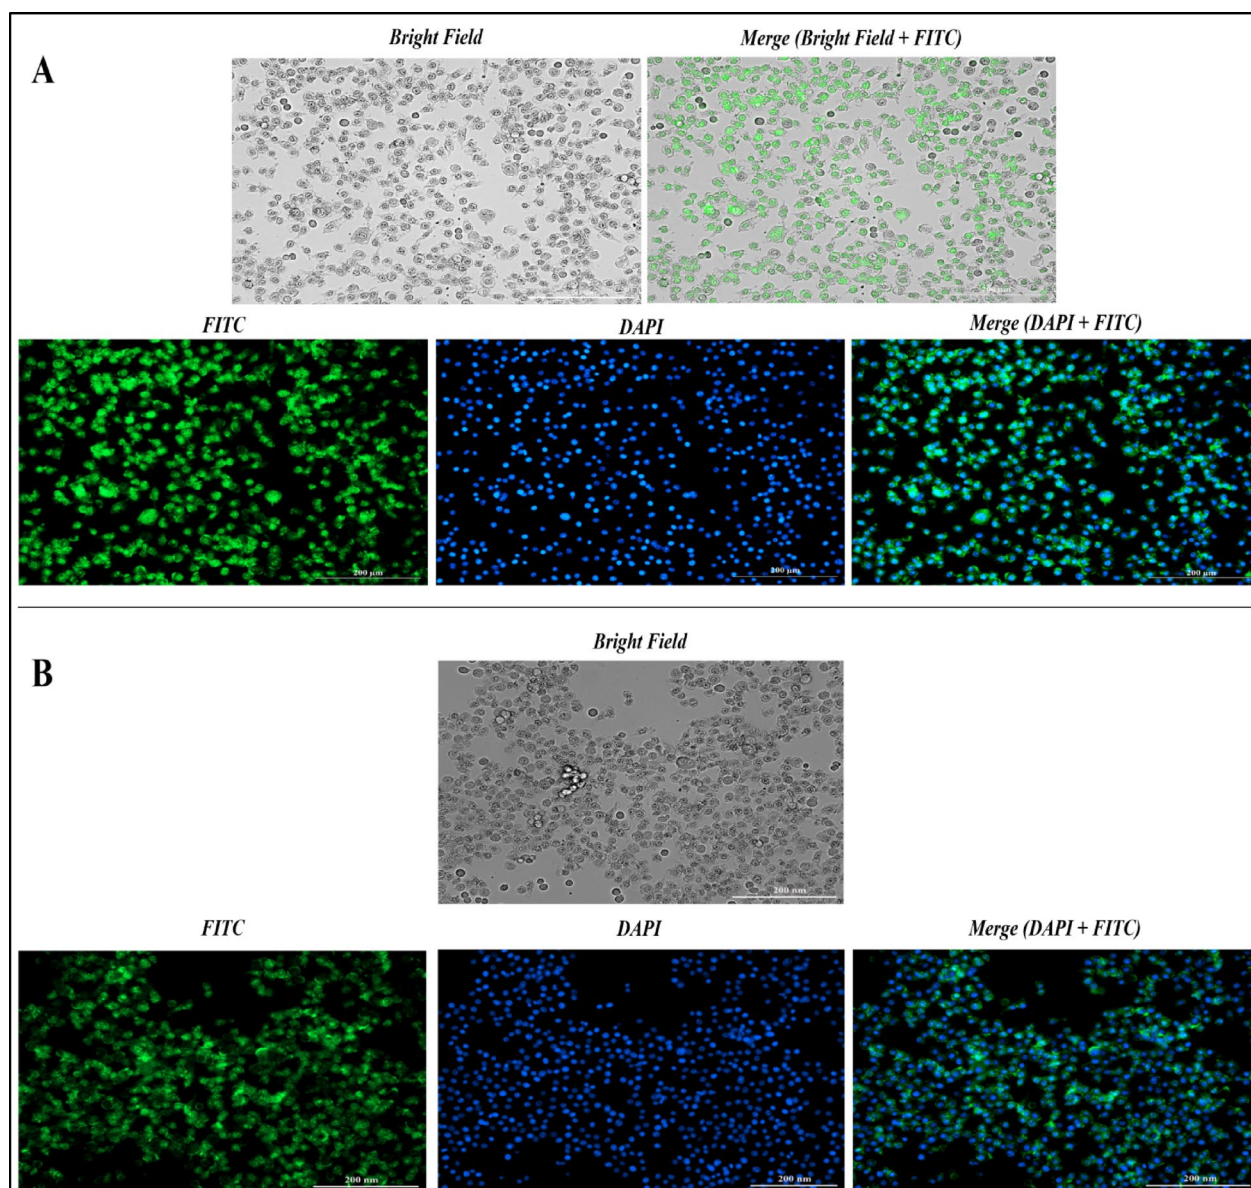 A
Bright Field
Merge (Bright Field + FITC)
FITC
DAPI
Merge (DAPI + FITC)
200 µm
200 µm
200 µm
B
Bright Field
200 nm
FITC
DAPI
Merge (DAPI + FITC)
200 nm
200 nm
200 nm